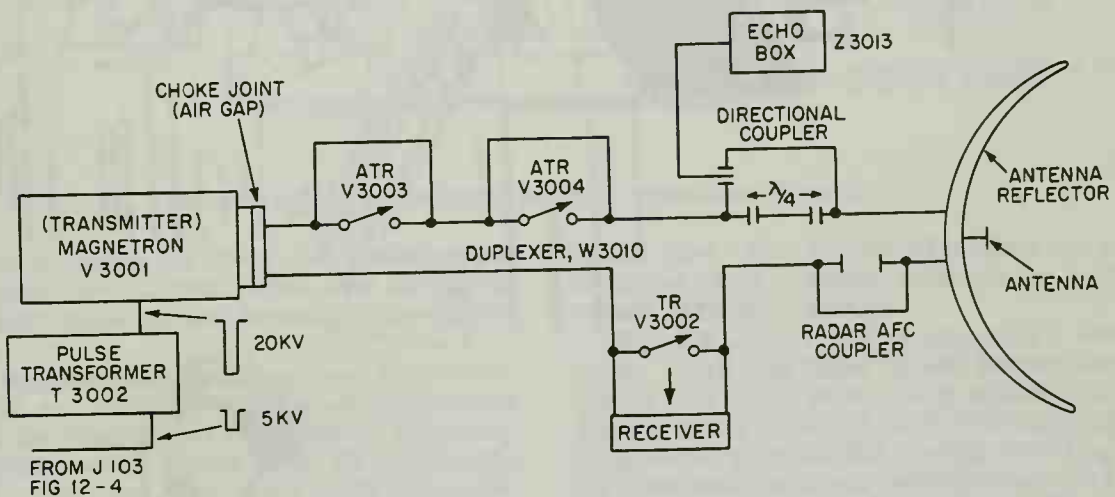 ECHO
BOX
Z 3013
CHOKE JOINT
(AIR GAP)
DIRECTIONAL
COUPLER
ATR
V3003
ATR
V3004
λ/4
ANTENNA
REFLECTOR
(TRANSMITTER)
MAGNETRON
V 3001
DUPLEXER, W3010
ANTENNA
TR
V3002
RADAR AFC
COUPLER
20KV
PULSE
TRANSFORMER
T 3002
5KV
RECEIVER
FROM J 103
FIG 12-4